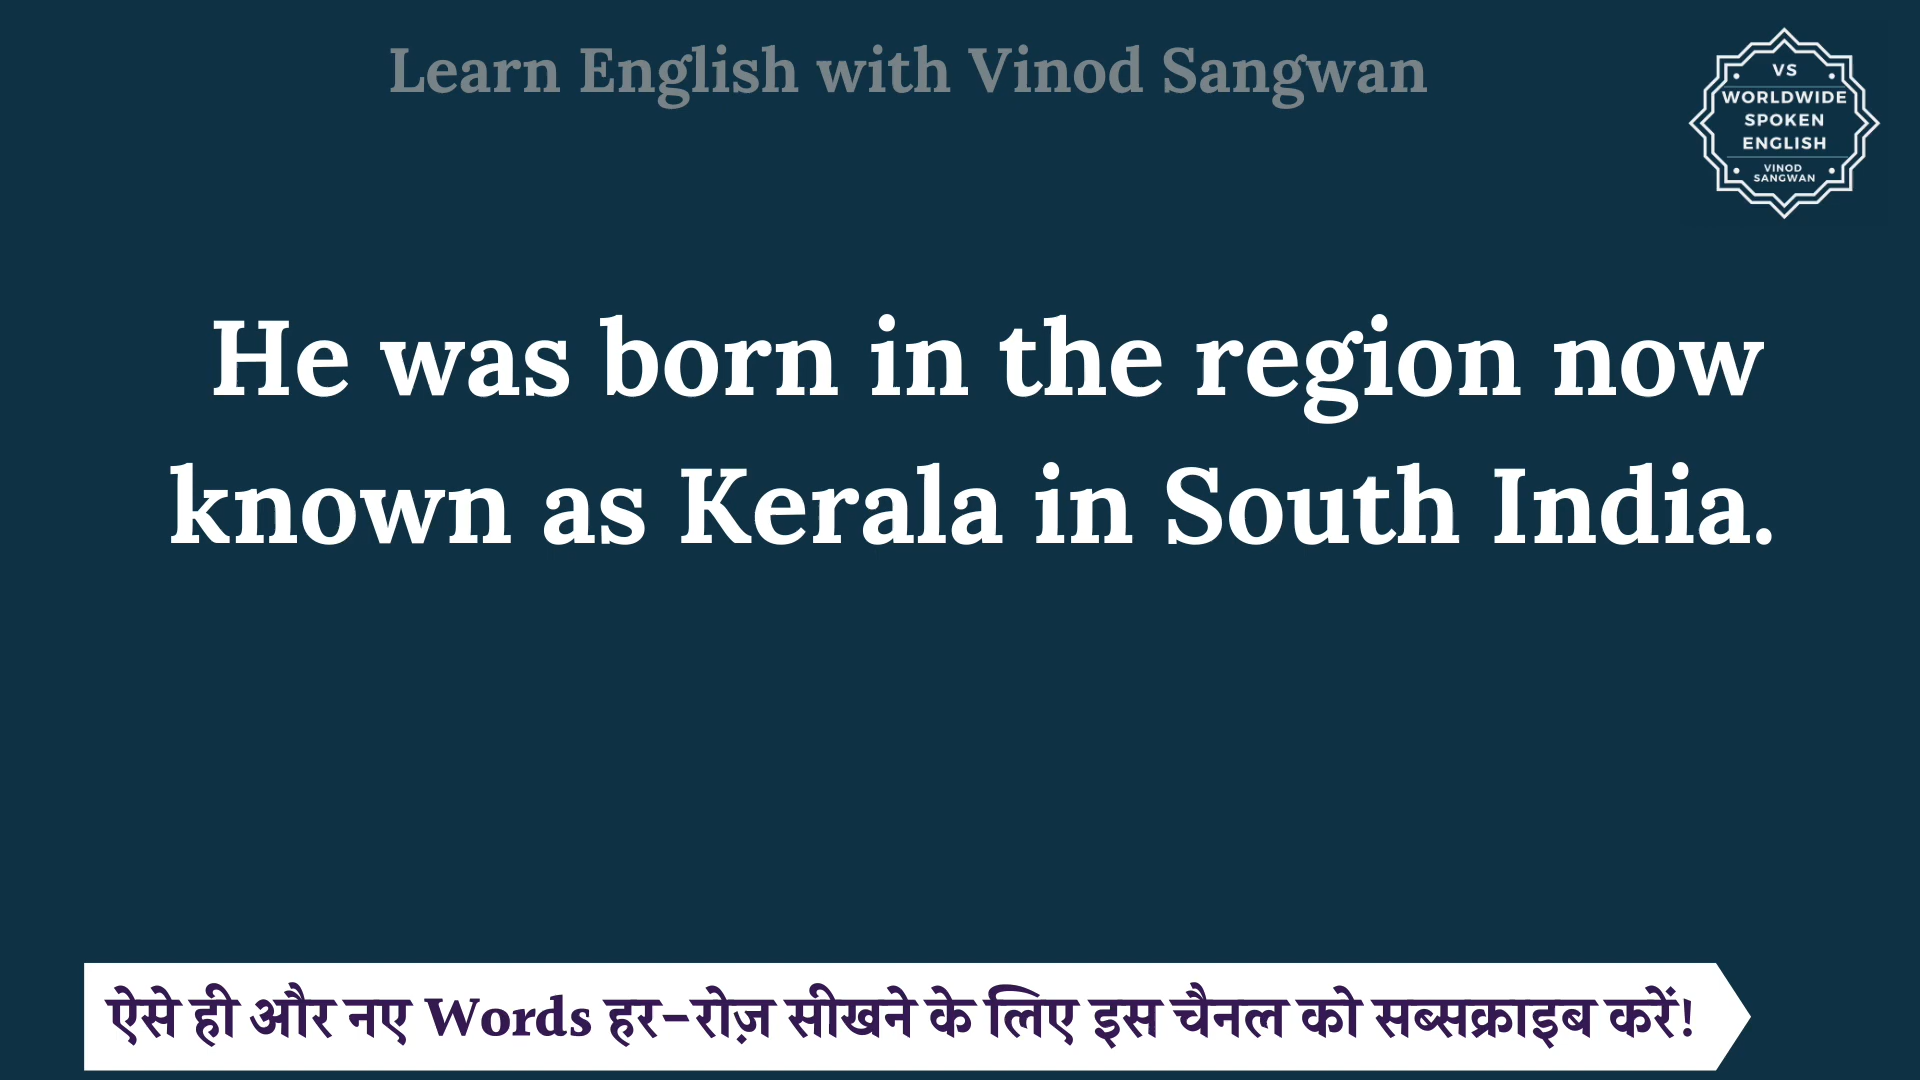 Learn English with Vinod Sangwan
VS
WORLDWIDE
SPOKEN
ENGLISH
VINOD
SANGWAN
He was born in the region now
known as Kerala in South India.
ऐसे ही और नए Words हर-रोज़ सीखने के लिए इस चैनल को सब्सक्राइब करें!